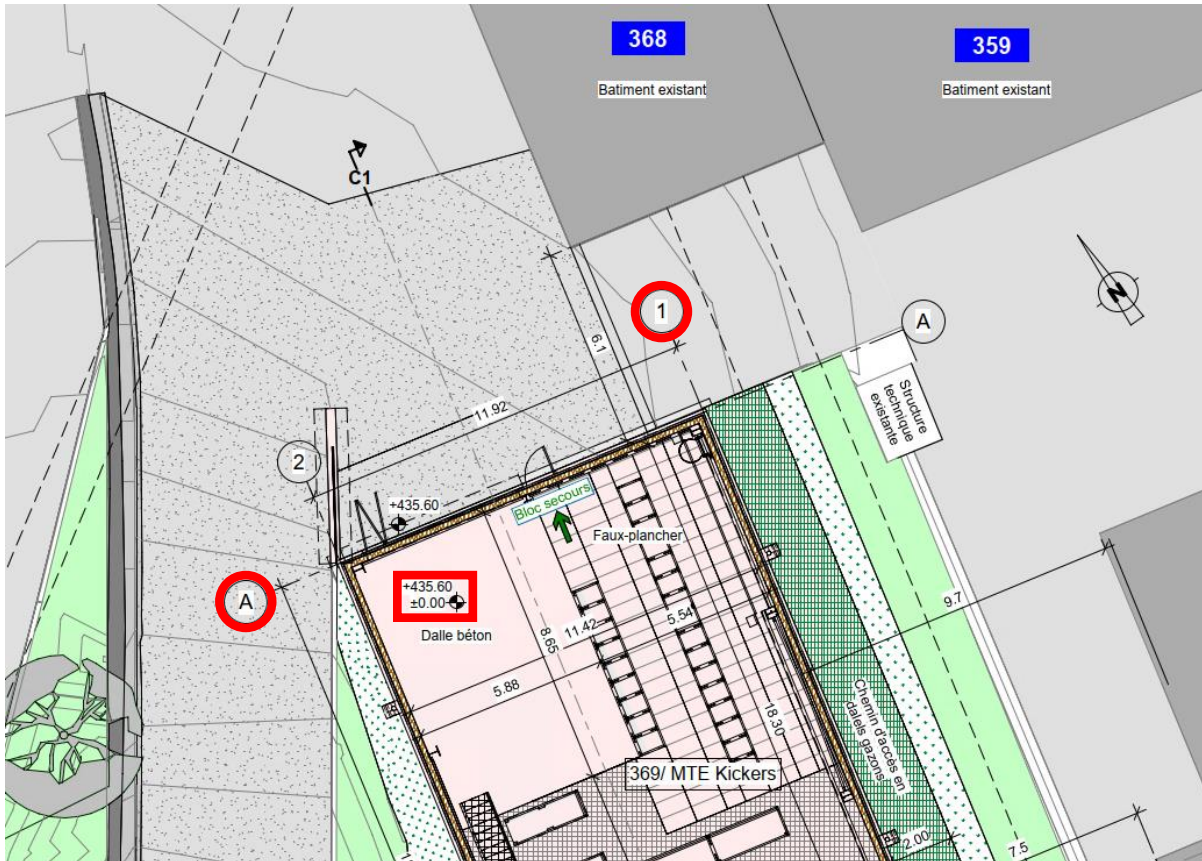 368
359
Batiment existant
Batiment existant
C1
1
N
A
6.1
11.92
Structure
technique
existante
2
+435.60
Bloc secours
Faux-plancher
A
+435.60
±0.00
Dalle béton
8.65
11.42
5.54
9.7
5.88
18.30
Chemin d'accès en
dalels gazons
369/ MTE Kickers
2.00
7.5